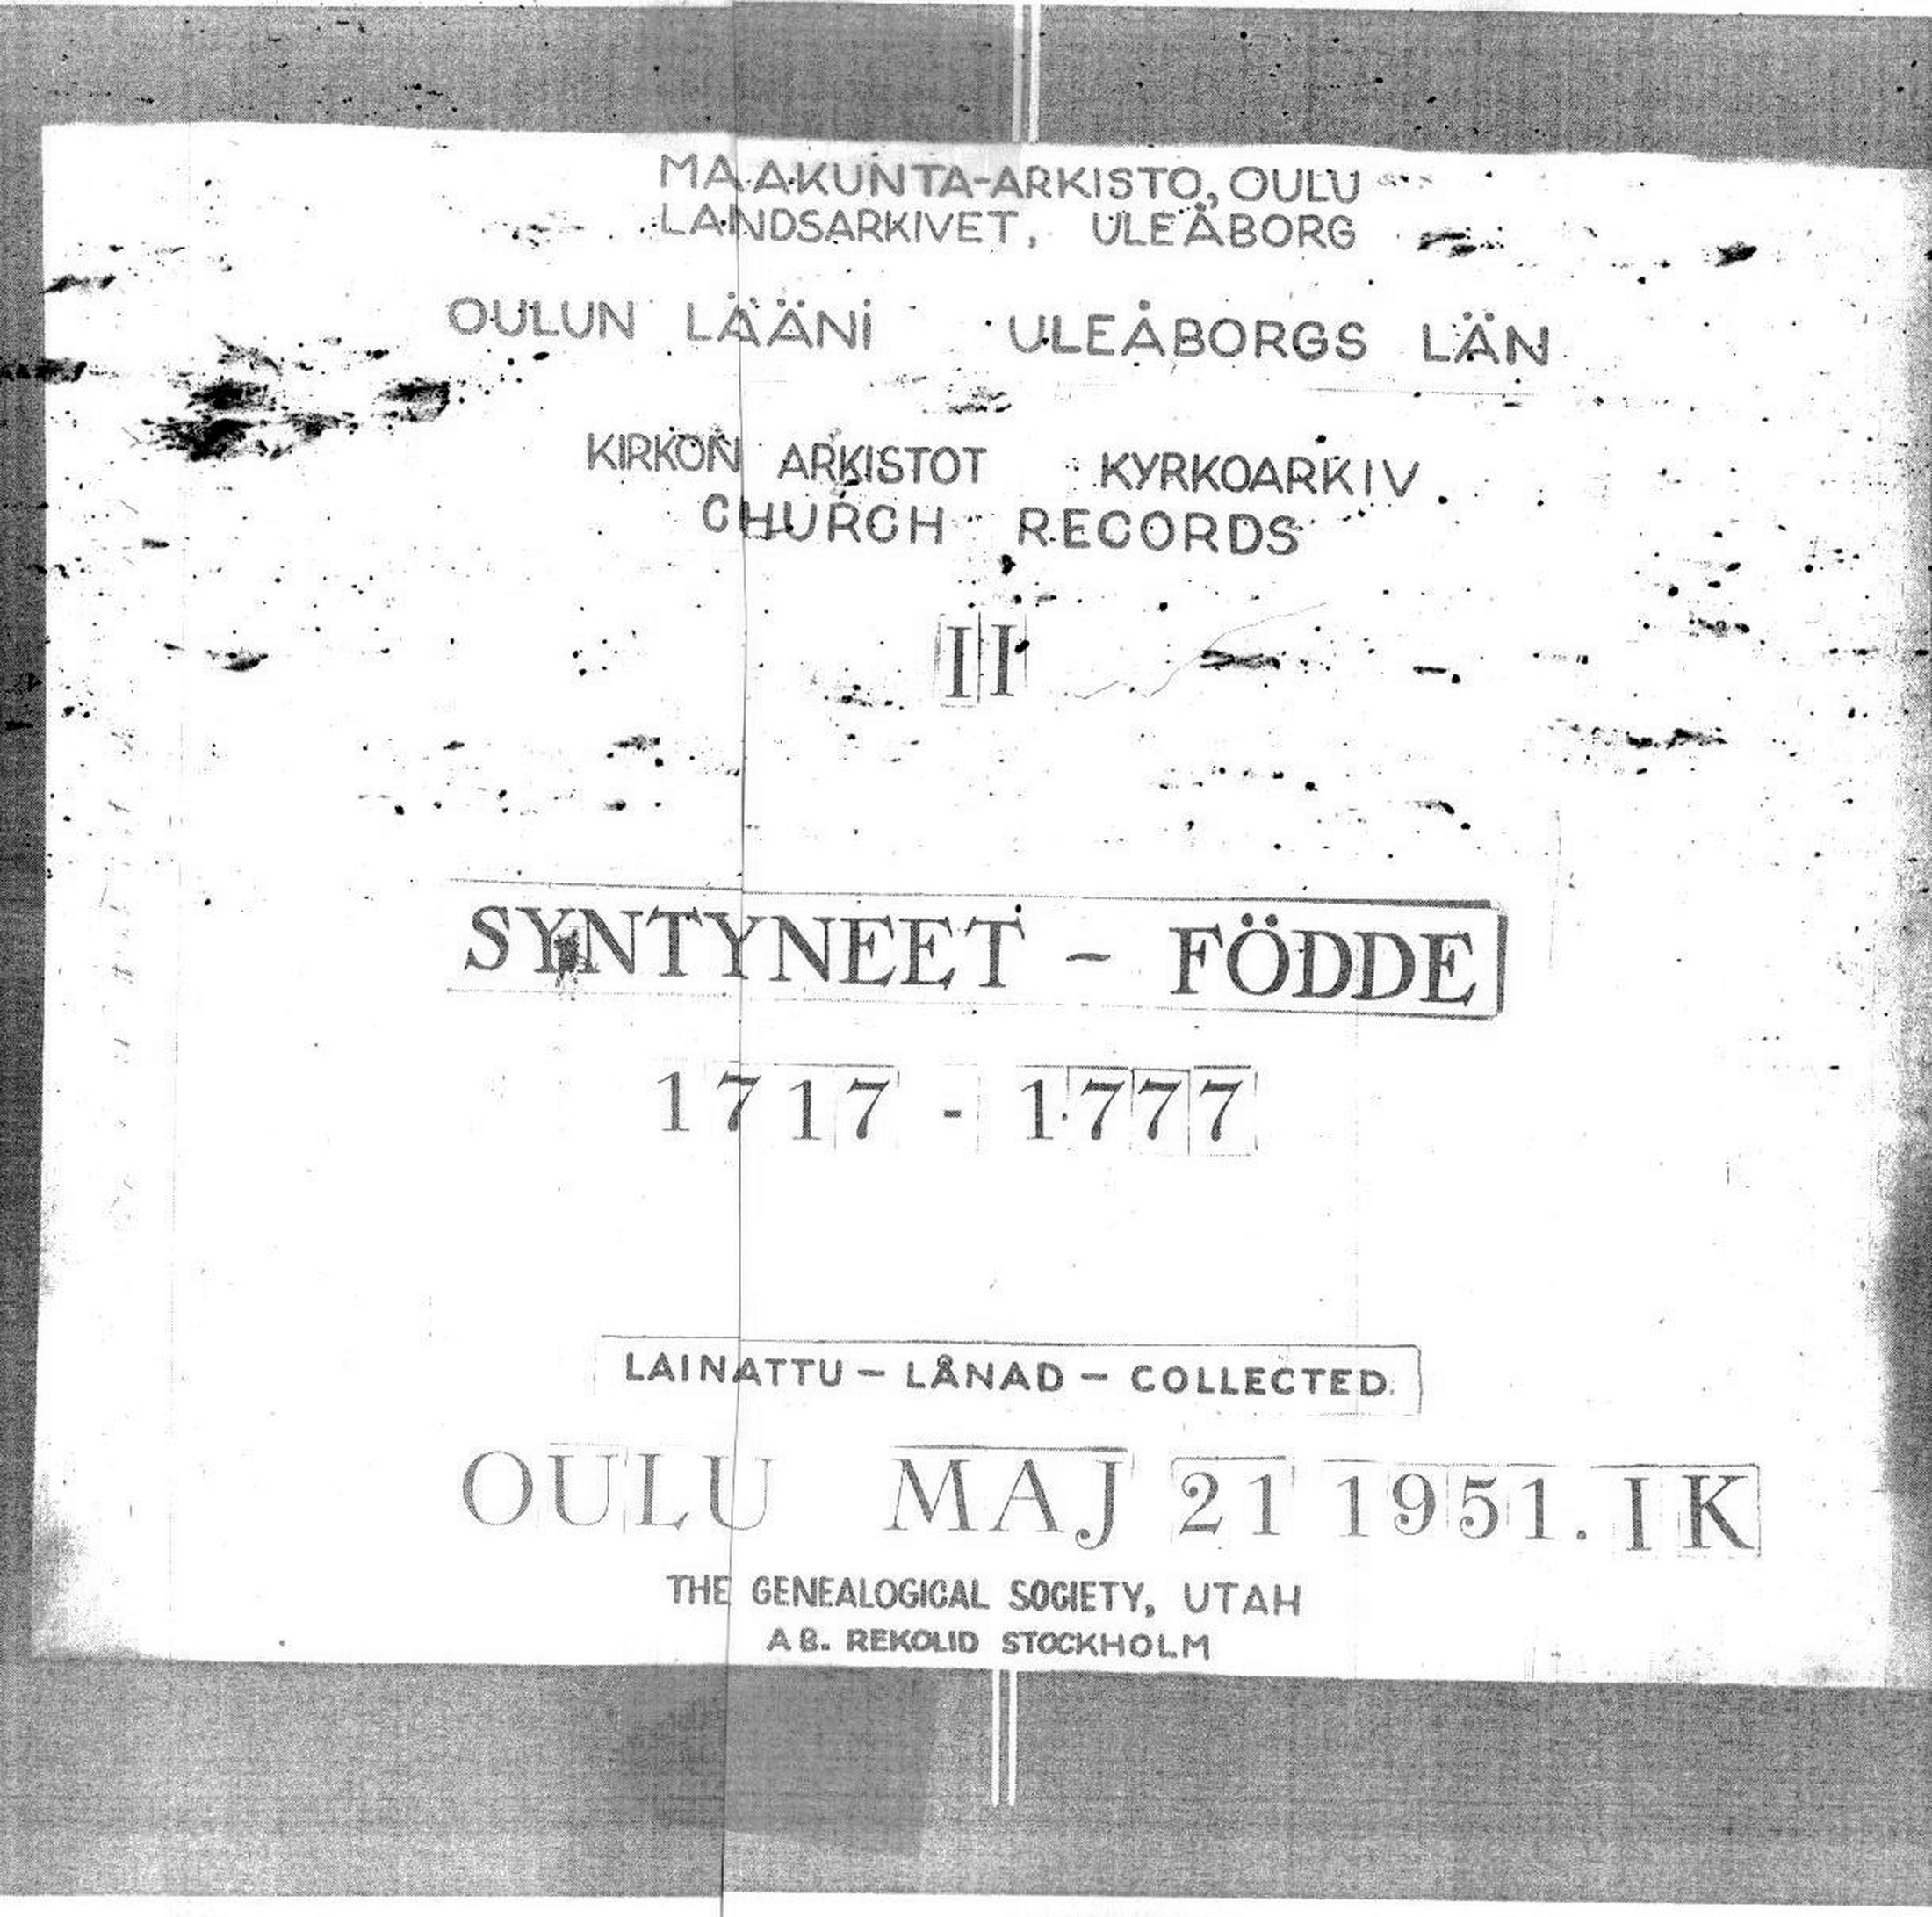 MAAKUNTA-ARKISTO, OULU
LANDSARKIVET, ULEÅBORG
OULUN LÄÄNI ULEÅBORGS LÄN
KIRKON ARKISTOT KYRKOARKIV
CHURCH RECORDS
II
SYNTYNEET - FÖDDE
1717 - 1777
LAINATTU - LÅNAD - COLLECTED.
OULU MAJ 21 1951. IK
THE GENEALOGICAL SOCIETY, UTAH
AB. REKOLID STOCKHOLM